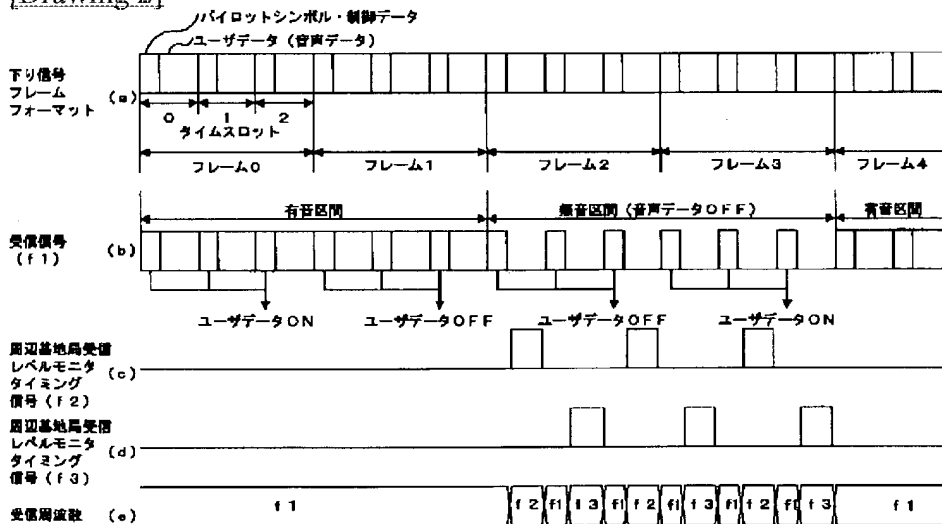 [Drawing 2]
パイロットシンボル・制御データ
ユーザデータ(音声データ)
下り信号
フレーム
フォーマット
(a)
0 1 2
タイムスロット
フレーム0 フレーム1 フレーム2 フレーム3 フレーム4
有音区間 無音区間(音声データOFF) 有音区間
受信信号
(f1)
(b)
ユーザデータON ユーザデータOFF ユーザデータOFF ユーザデータON
周辺基地局受信
レベルモニタ
タイミング
信号(f2)
(c)
周辺基地局受信
レベルモニタ
タイミング
信号(f3)
(d)
受信周波数 (e) f1 f2 f1 f3 f1 f2 f1 f3 f1 f2 f1 f3 f1